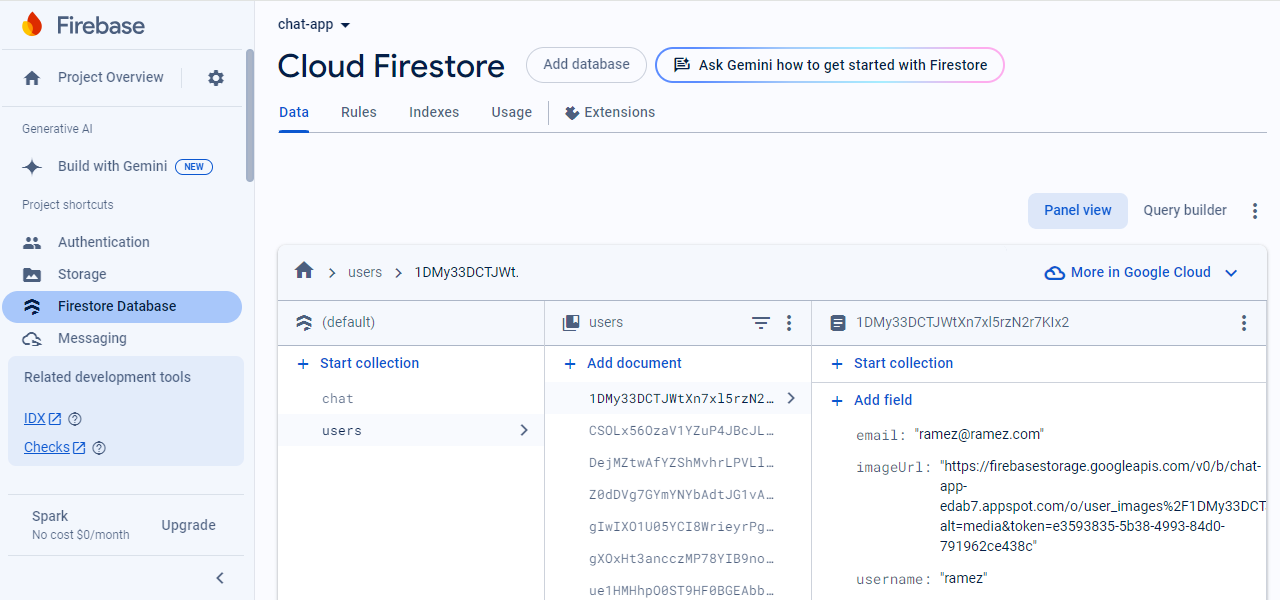 Firebase
Project Overview
Generative AI
Build with Gemini NEW
Project shortcuts
Authentication
Storage
Firestore Database
Messaging
Related development tools
IDX
Checks
Spark
No cost $0/month
Upgrade
chat-app
Cloud Firestore
Add database
Ask Gemini how to get started with Firestore
Data Rules Indexes Usage Extensions
Panel view
Query builder
users 1DMy33DCTJWt.
More in Google Cloud
(default)
Start collection
chat
users
users
Add document
1DMy33DCTJWtXn7xl5rzN2…
CSOLx56OzaV1YZuP4JBcJL…
DejMZtwAfYZShMvhrLPVLl…
Z0dDVg7GYmYNYbAdtJG1vA…
gIwIXO1U05YCI8WrieyrPg…
gXOxHt3ancczMP78YIB9no…
ue1HMHhpO0ST9HF0BGEAbb…
1DMy33DCTJWtXn7xl5rzN2r7KIx2
Start collection
Add field
email: "ramez@ramez.com"
imageUrl: "https://firebasestorage.googleapis.com/v0/b/chat-
app-
edab7.appspot.com/o/user_images%2F1DMy33DCT
alt=media&token=e3593835-5b38-4993-84d0-
791962ce438c"
username: "ramez"